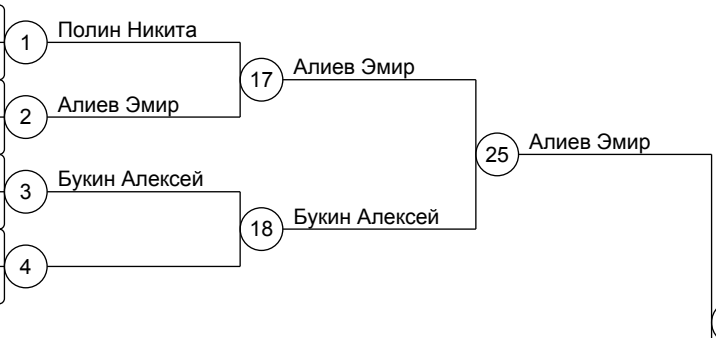 1 Полин Никита
17 Алиев Эмир
2 Алиев Эмир
25 Алиев Эмир
3 Букин Алексей
18 Букин Алексей
4